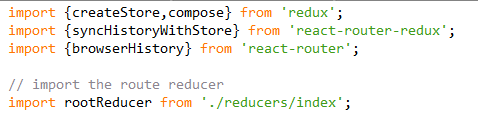 import {createStore,compose} from 'redux';
import {syncHistoryWithStore} from 'react-router-redux';
import {browserHistory} from 'react-router';
// import the route reducer
import rootReducer from './reducers/index';